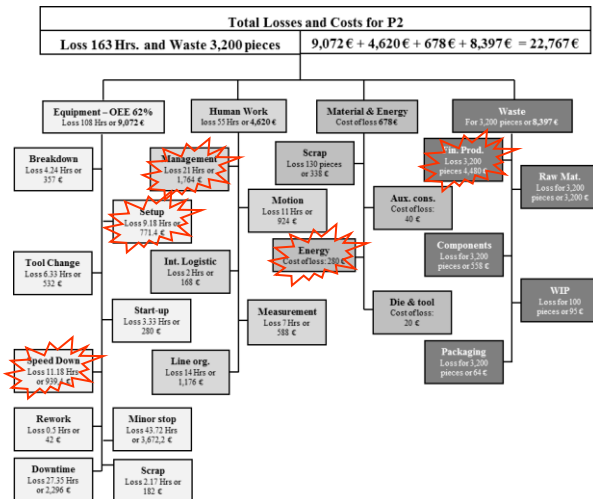 Total Losses and Costs for P2
Loss 163 Hrs. and Waste 3,200 pieces
9,072 € + 4,620 € + 678 € + 8,397 € = 22,767 €
Equipment – OEE 62%
Loss 108 Hrs or 9,072 €
Human Work
loss 55 Hrs or 4,620 €
Material & Energy
Cost of loss 678€
Waste
For 3,200 pieces or 8,397 €
Breakdown
Loss 4.24 Hrs or
357 €
Setup
Loss 9.18 Hrs or
771.4 €
Tool Change
Loss 6.33 Hrs or
532 €
Start-up
Loss 3.33 Hrs or
280 €
Speed Down
Loss 11.18 Hrs
or 939.4 €
Rework
Loss 0.5 Hrs or
42 €
Minor stop
Loss 43.72 Hrs
or 3,672,2 €
Downtime
Loss 27.35 Hrs
or 2,296 €
Scrap
Loss 2.17 Hrs or
182 €
Management
Loss 21 Hrs or
1,764 €
Motion
Loss 11 Hrs or
924 €
Int. Logistic
Loss 2 Hrs or
168 €
Measurement
Loss 7 Hrs or
588 €
Line org.
Loss 14 Hrs or
1,176 €
Scrap
Loss 130 pieces
or 338 €
Aux. cons.
Cost of loss:
40 €
Energy
Cost of loss: 280 €
Die & tool
Cost of loss:
20 €
Fin. Prod.
Loss 3,200
pieces 4,480 €
Raw Mat.
Loss for 3,200
pieces or 3,200 €
Components
Loss for 3,200
pieces or 558 €
WIP
Loss for 100
pieces or 95 €
Packaging
Loss for 3,200
pieces or 64 €